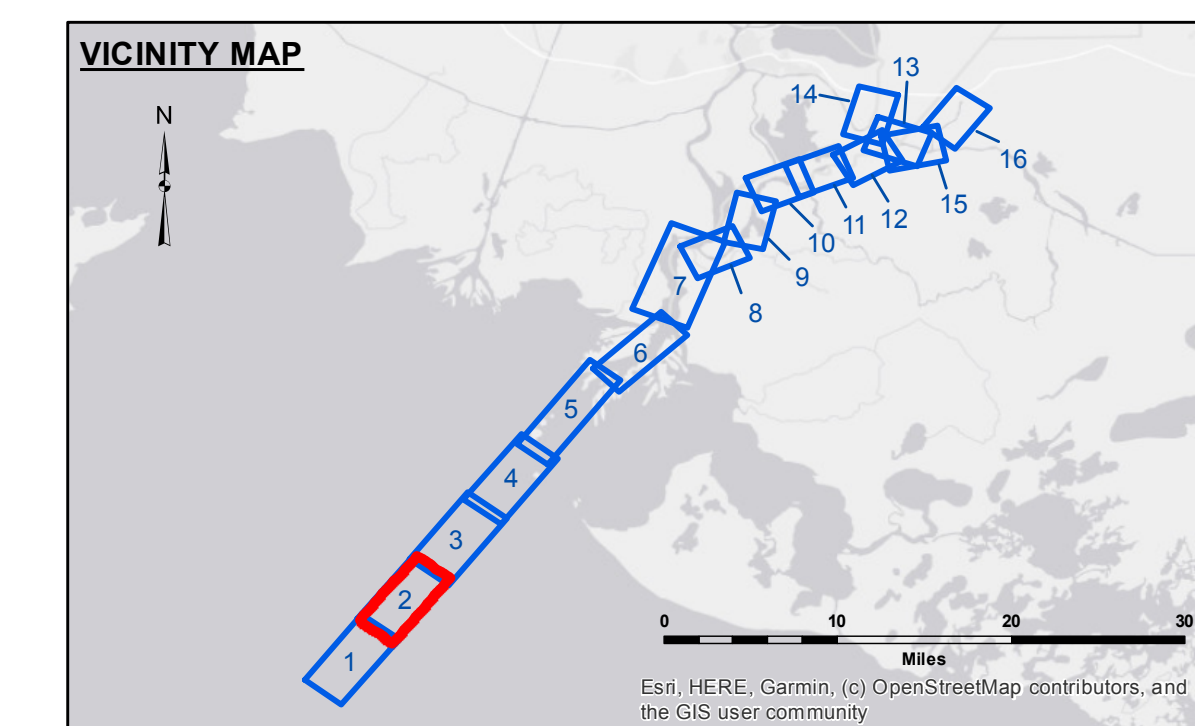 VICINITY MAP
N
13
14
16
15
12
11
10
9
8
7
6
5
4
3
2
1
0 10 20 30
Miles
Esri, HERE, Garmin, (c) OpenStreetMap contributors, and
the GIS user community